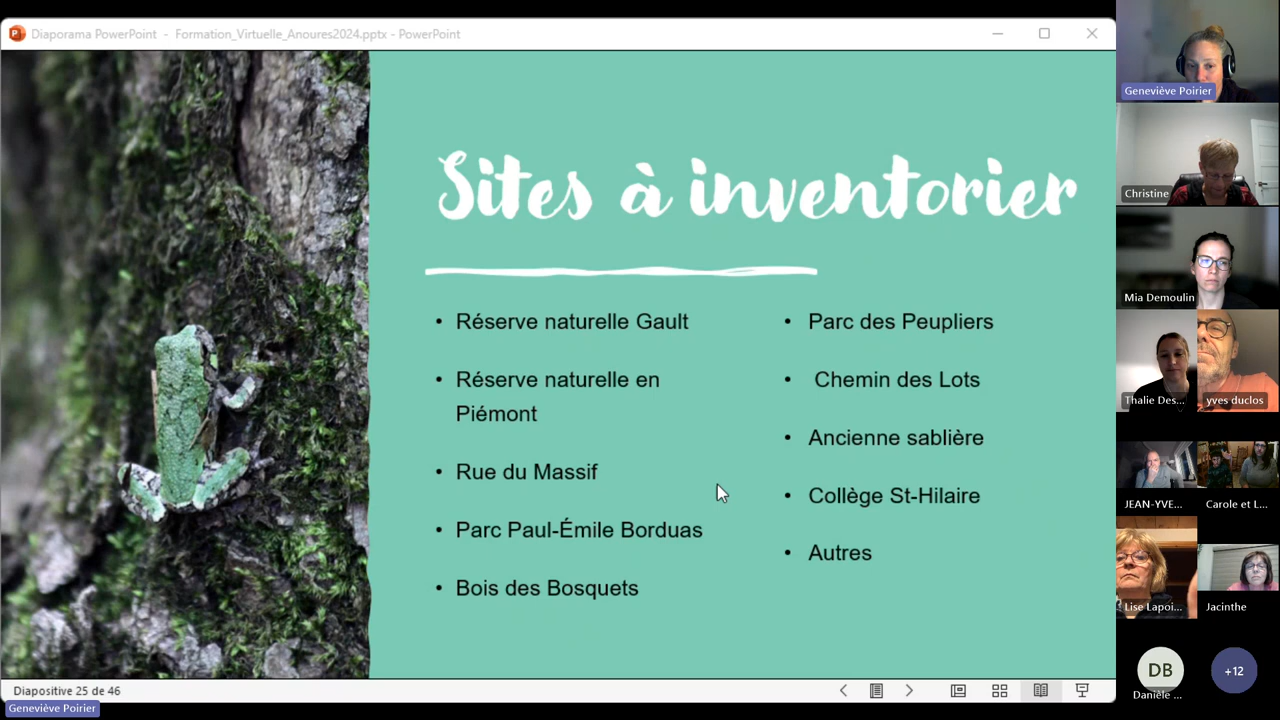 Diaporama PowerPoint - Formation_Virtuelle_Anoures2024.pptx - PowerPoint
Sites à inventorier
• Réserve naturelle Gault
• Réserve naturelle en
Piémont
• Rue du Massif
• Parc Paul-Émile Borduas
• Bois des Bosquets
• Parc des Peupliers
• Chemin des Lots
• Ancienne sablière
• Collège St-Hilaire
• Autres
Diapositive 25 de 46
Geneviève Poirier
Geneviève Poirier
Christine
Mia Demoulin
Thalie Des...
yves duclos
JEAN-YVE...
Carole et L...
Lise Lapoi...
Jacinthe
DB
Danièle ...
+12